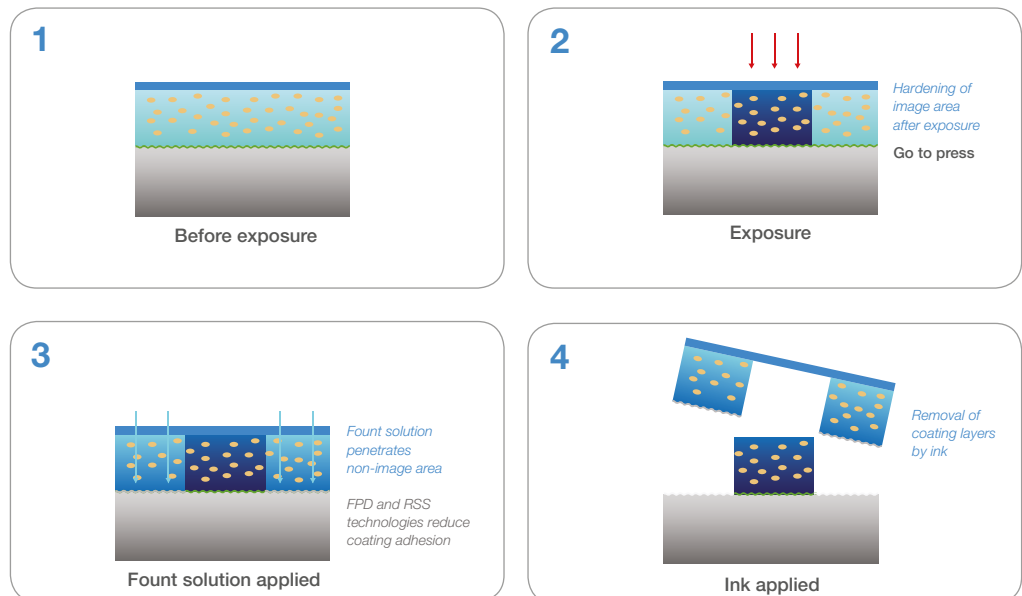 1
Before exposure
2
Hardening of
image area
after exposure
Go to press
Exposure
3
Fount solution
penetrates
non-image area
FPD and RSS
technologies reduce
coating adhesion
Fount solution applied
4
Removal of
coating layers
by ink
Ink applied